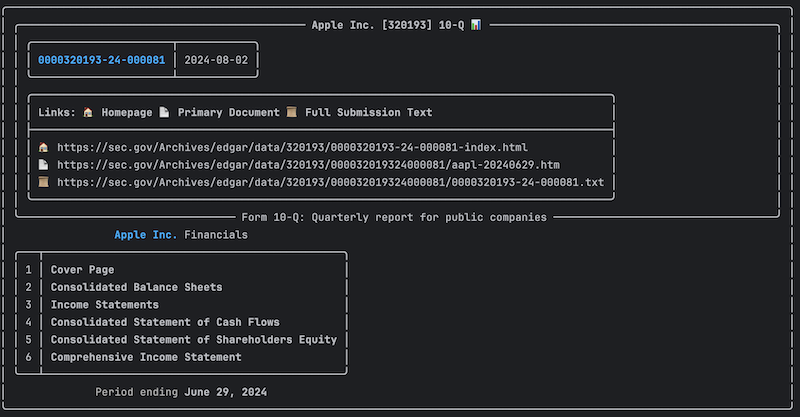 Apple Inc. [320193] 10-Q 📊
0000320193-24-000081 2024-08-02
Links: 🏠 Homepage 📄 Primary Document 📜 Full Submission Text
🏠 https://sec.gov/Archives/edgar/data/320193/0000320193-24-000081-index.html
📄 https://sec.gov/Archives/edgar/data/320193/000032019324000081/aapl-20240629.htm
📜 https://sec.gov/Archives/edgar/data/320193/000032019324000081/0000320193-24-000081.txt
Form 10-Q: Quarterly report for public companies
Apple Inc. Financials
1 Cover Page
2 Consolidated Balance Sheets
3 Income Statements
4 Consolidated Statement of Cash Flows
5 Consolidated Statement of Shareholders Equity
6 Comprehensive Income Statement
Period ending June 29, 2024